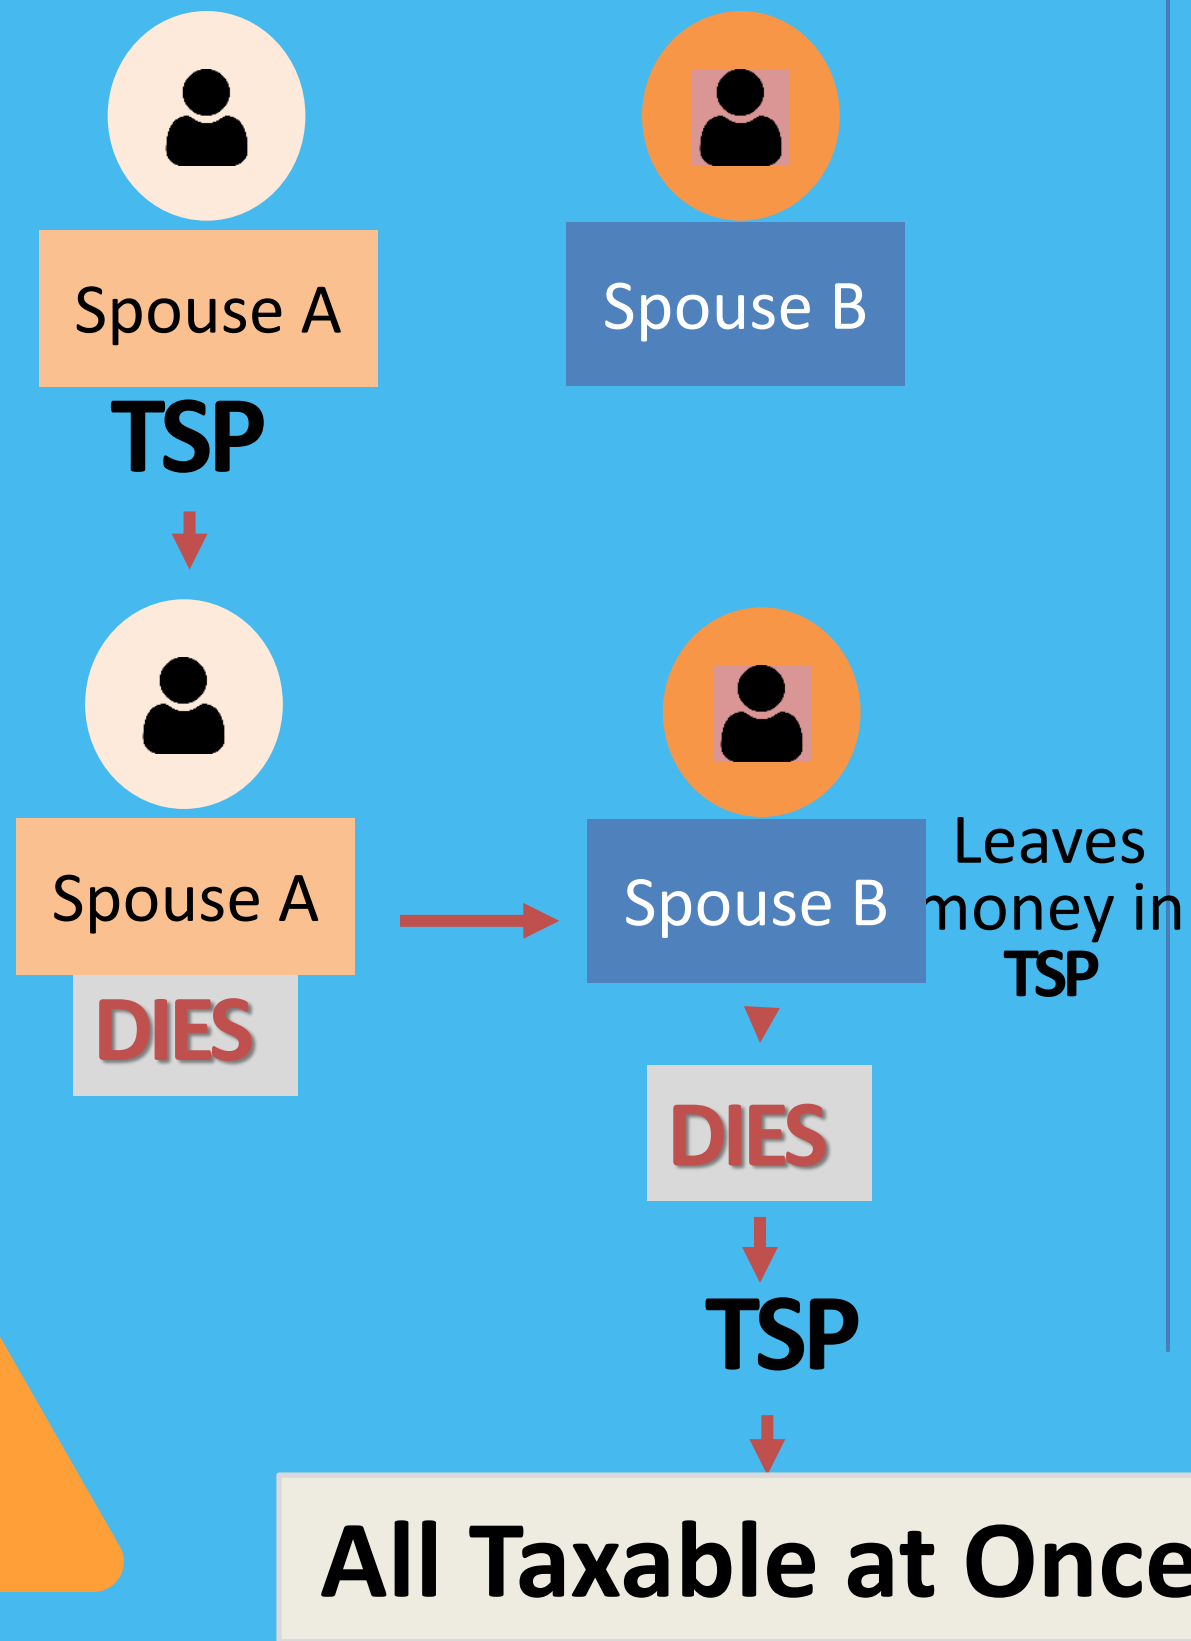 Spouse A
Spouse B
TSP
Spouse A
Spouse B
Leaves
money in
TSP
DIES
DIES
TSP
All Taxable at Once